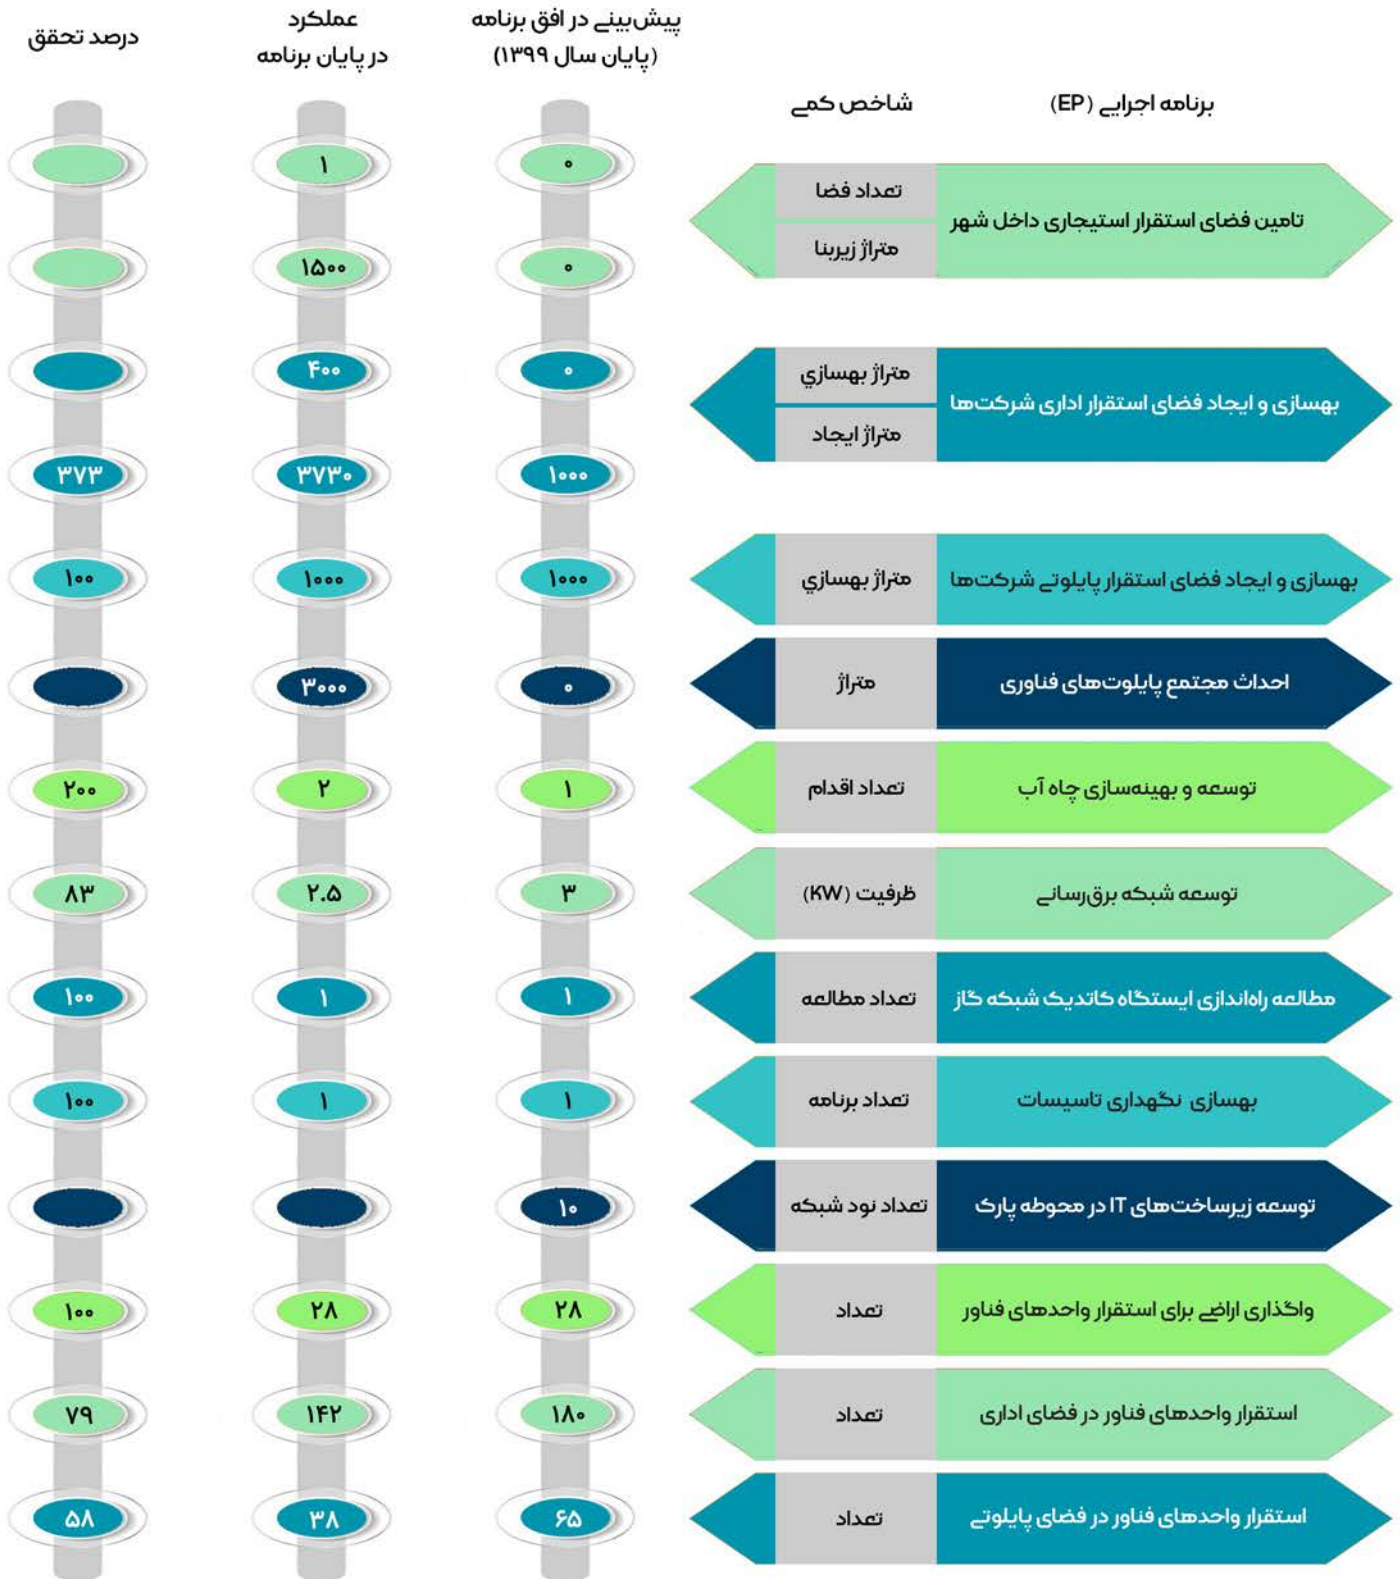 برنامه اجرایی (EP) شاخص کمی پیش‌بینی در افق برنامه (پایان سال ۱۳۹۹) عملکرد در پایان برنامه درصد تحقق
تامین فضای استقرار استیجاری داخل شهر تعداد فضا ۰ ۱
متراژ زیربنا ۰ ۱۵۰۰
بهسازی و ایجاد فضای استقرار اداری شرکت‌ها متراژ بهسازي ۰ ۴۰۰
متراژ ایجاد ۱۰۰۰ ۳۷۳۰ ۳۷۳
بهسازی و ایجاد فضای استقرار پایلوتی شرکت‌ها متراژ بهسازي ۱۰۰۰ ۱۰۰۰ ۱۰۰
احداث مجتمع پایلوت‌های فناوری متراژ ۰ ۳۰۰۰
توسعه و بهینه‌سازی چاه آب تعداد اقدام ۱ ۲ ۲۰۰
توسعه شبکه برق‌رسانی ظرفیت (KW) ۳ ۲.۵ ۸۳
مطالعه راه‌اندازی ایستگاه کاتدیک شبکه گاز تعداد مطالعه ۱ ۱ ۱۰۰
بهسازی نگهداری تاسیسات تعداد برنامه ۱ ۱ ۱۰۰
توسعه زیرساخت‌های IT در محوطه پارک تعداد نود شبکه ۱۰
واگذاری اراضی برای استقرار واحدهای فناور تعداد ۲۸ ۲۸ ۱۰۰
استقرار واحدهای فناور در فضای اداری تعداد ۱۸۰ ۱۴۲ ۷۹
استقرار واحدهای فناور در فضای پایلوتی تعداد ۶۵ ۳۸ ۵۸